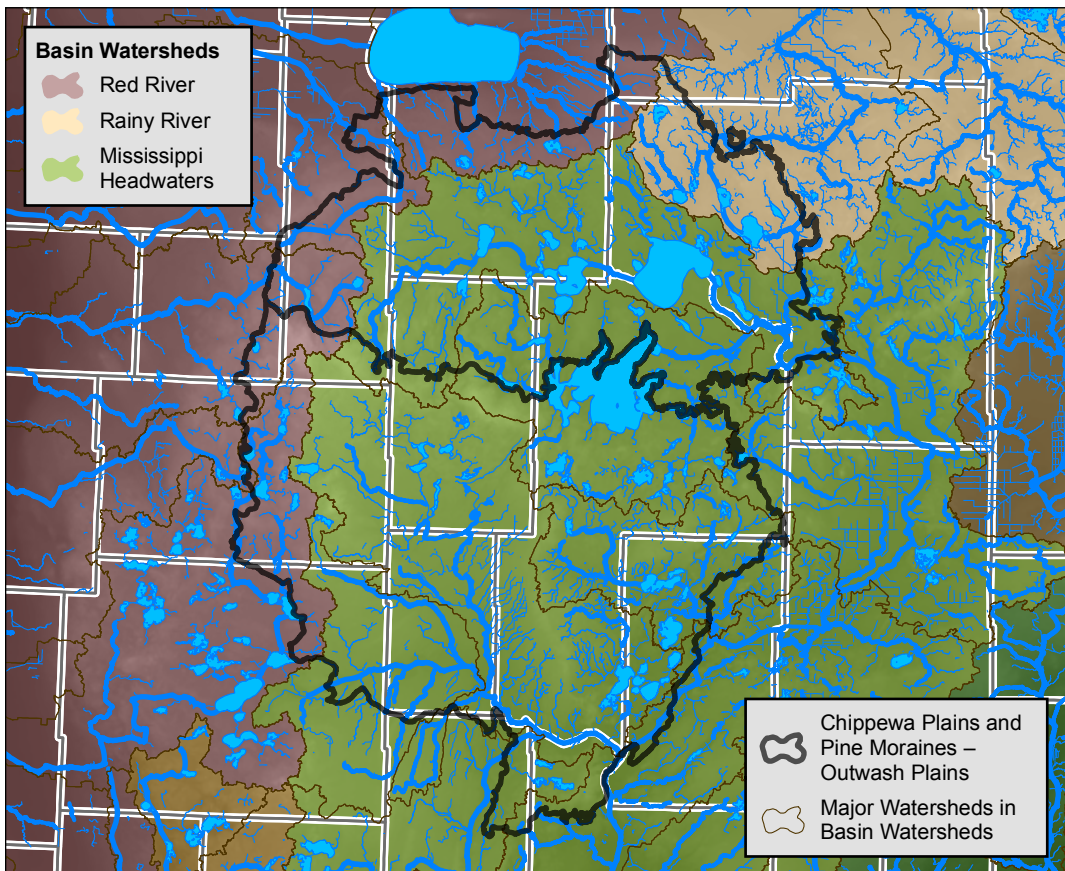 Basin Watersheds
Red River
Rainy River
Mississippi
Headwaters
Chippewa Plains and
Pine Moraines –
Outwash Plains
Major Watersheds in
Basin Watersheds